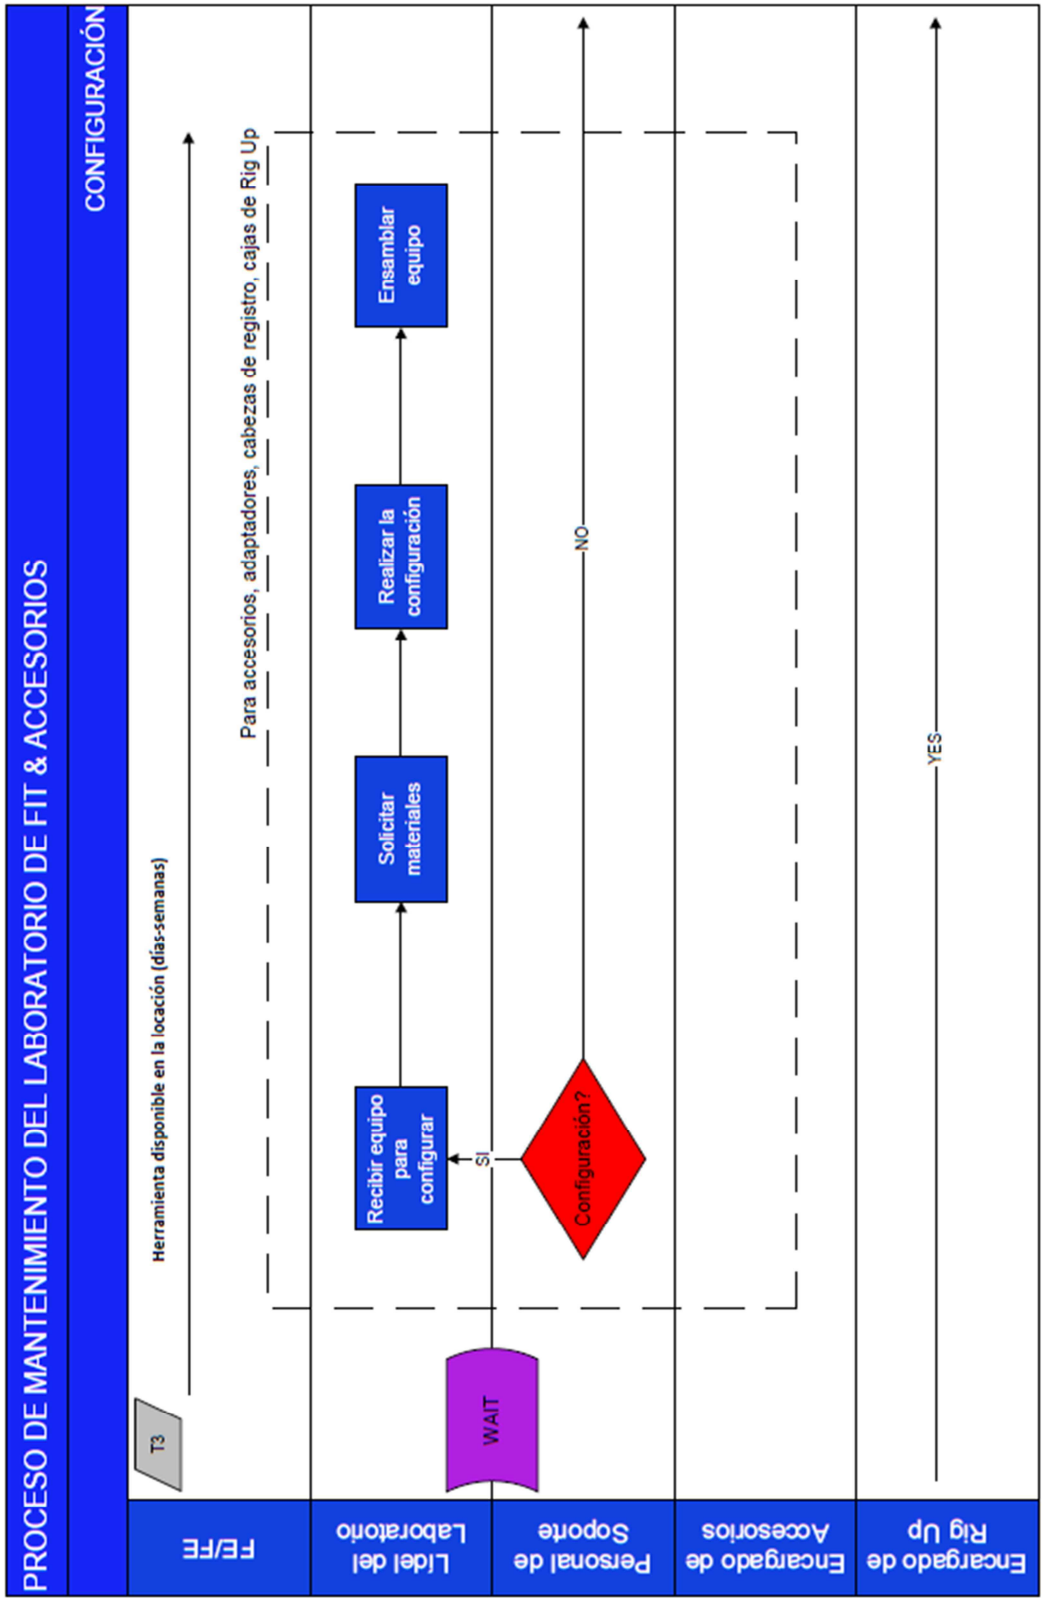 PROCESO DE MANTENIMIENTO DEL LABORATORIO DE FIT & ACCESORIOS
CONFIGURACIÓN
FE/FE
T3
Herramienta disponible en la locación (días-semanas)
Para accesorios, adaptadores, cabezas de registro, cajas de Rig Up
Lídel del
Laboratorio
WAIT
Recibir equipo
para
configurar
Solicitar
materiales
Realizar la
configuración
Ensamblar
equipo
SI
Personal de
Soporte
Configuración?
NO
Encargado de
Accesorios
Encargado de
Rig Up
YES